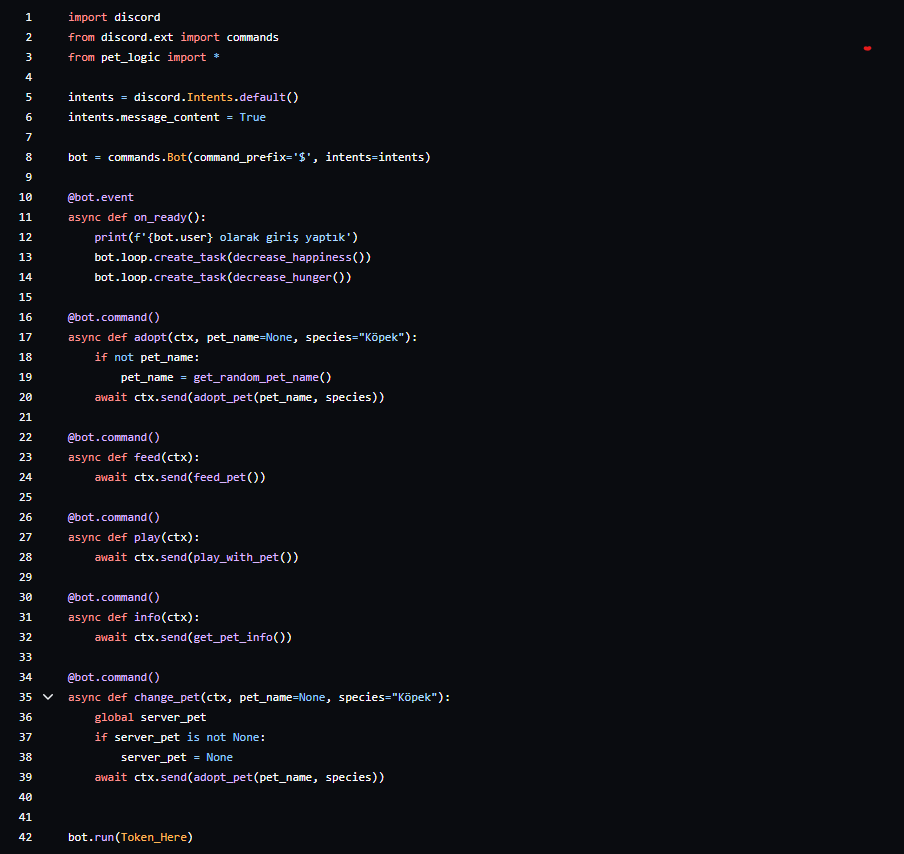 1 import discord
2 from discord.ext import commands
3 from pet_logic import *
4
5 intents = discord.Intents.default()
6 intents.message_content = True
7
8 bot = commands.Bot(command_prefix='$', intents=intents)
9
10 @bot.event
11 async def on_ready():
12     print(f'{bot.user} olarak giriş yaptık')
13     bot.loop.create_task(decrease_happiness())
14     bot.loop.create_task(decrease_hunger())
15
16 @bot.command()
17 async def adopt(ctx, pet_name=None, species="Köpek"):
18     if not pet_name:
19         pet_name = get_random_pet_name()
20     await ctx.send(adopt_pet(pet_name, species))
21
22 @bot.command()
23 async def feed(ctx):
24     await ctx.send(feed_pet())
25
26 @bot.command()
27 async def play(ctx):
28     await ctx.send(play_with_pet())
29
30 @bot.command()
31 async def info(ctx):
32     await ctx.send(get_pet_info())
33
34 @bot.command()
35 async def change_pet(ctx, pet_name=None, species="Köpek"):
36     global server_pet
37     if server_pet is not None:
38         server_pet = None
39     await ctx.send(adopt_pet(pet_name, species))
40
41
42 bot.run(Token_Here)